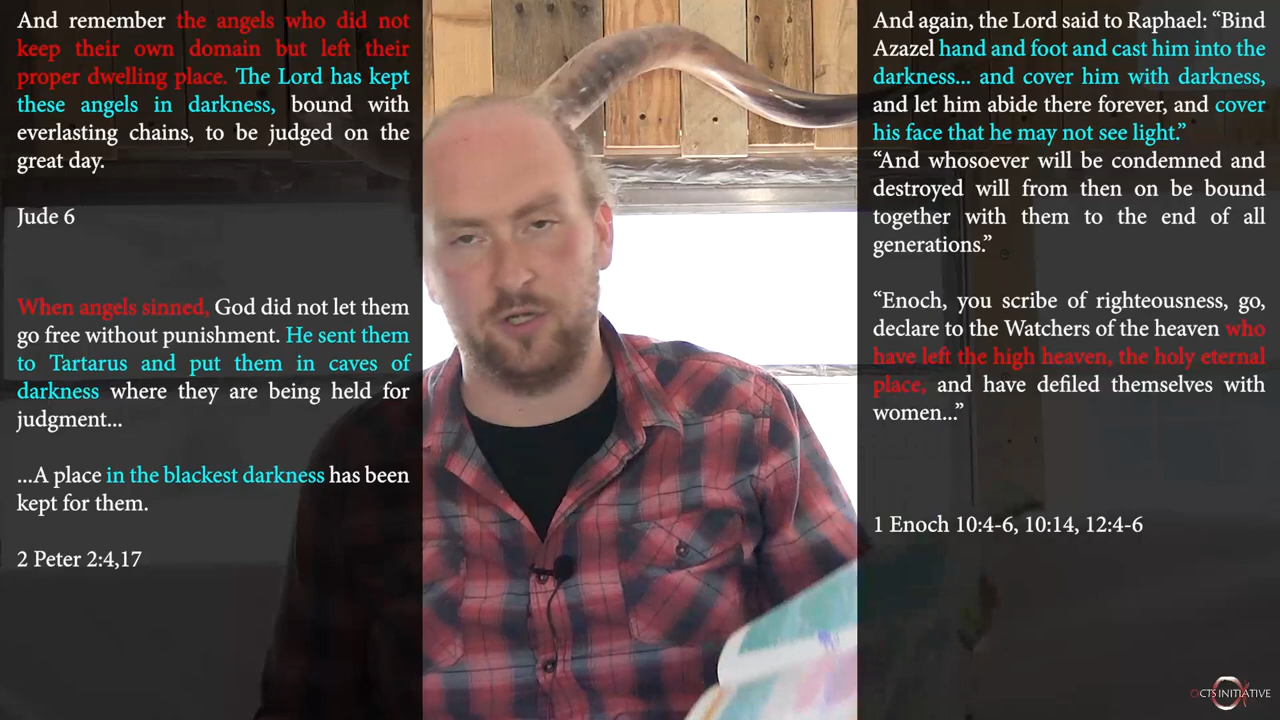 And remember the angels who did not
keep their own domain but left their
proper dwelling place. The Lord has kept
these angels in darkness, bound with
everlasting chains, to be judged on the
great day.
Jude 6
When angels sinned, God did not let them
go free without punishment. He sent them
to Tartarus and put them in caves of
darkness where they are being held for
judgment...
...A place in the blackest darkness has been
kept for them.
2 Peter 2:4,17
And again, the Lord said to Raphael: “Bind
Azazel hand and foot and cast him into the
darkness... and cover him with darkness,
and let him abide there forever, and cover
his face that he may not see light.”
“And whosoever will be condemned and
destroyed will from then on be bound
together with them to the end of all
generations.”
“Enoch, you scribe of righteousness, go,
declare to the Watchers of the heaven who
have left the high heaven, the holy eternal
place, and have defiled themselves with
women...”
1 Enoch 10:4-6, 10:14, 12:4-6
INITIATIVE